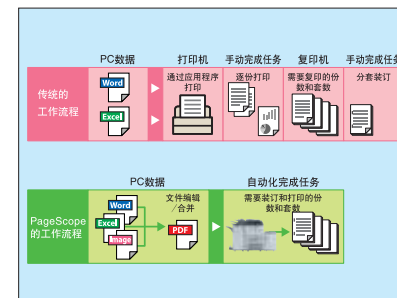 PC数据 打印机 手动完成任务 复印机 手动完成任务
传统的
工作流程
Word
Excel
通过应用程序
打印
逐份打印
需要复印的份
数和套数
分套装订
PC数据 自动化完成任务
PageScope
的工作流程
Word
Excel
Image
文件编辑
/合并
PDF
需要装订和打印的份
数和套数